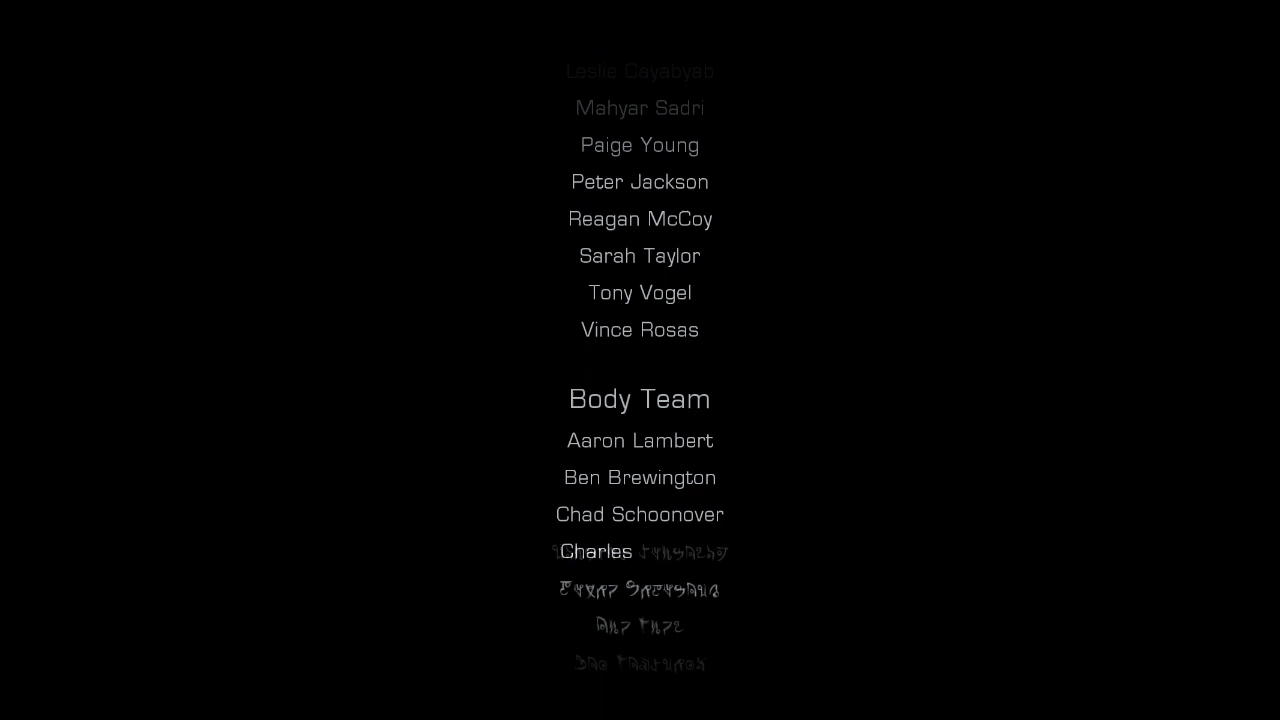 Leslie Cayabyab
Mahyar Sadri
Paige Young
Peter Jackson
Reagan McCoy
Sarah Taylor
Tony Vogel
Vince Rosas
Body Team
Aaron Lambert
Ben Brewington
Chad Schoonover
Charles